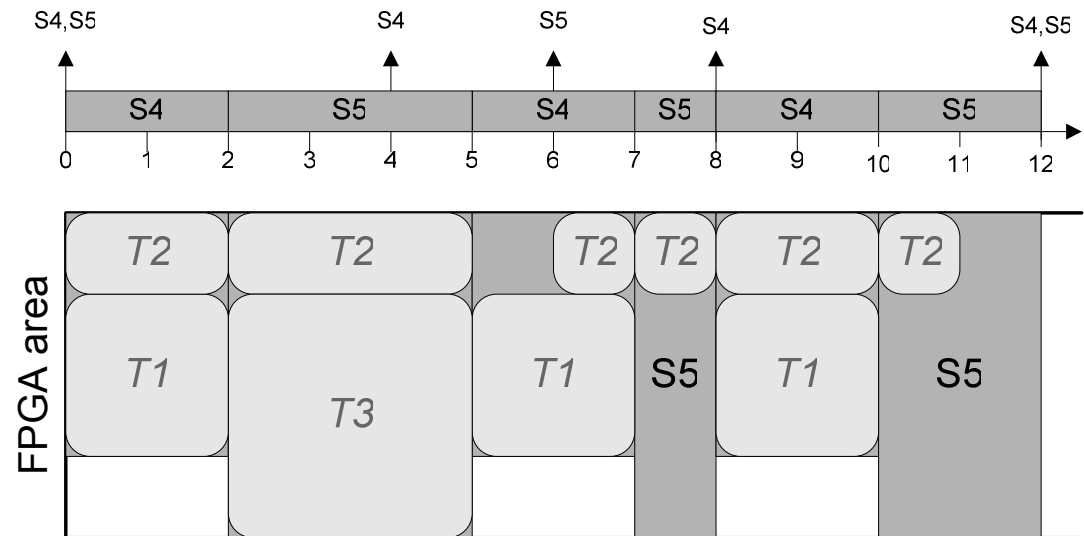 S4,S5 S4 S5 S4 S4,S5
S4 S5 S4 S5 S4 S5
0 1 2 3 4 5 6 7 8 9 10 11 12
T2 T2 T2 T2 T2 T2
T1 T1 S5 T1 S5
T3
FPGA area